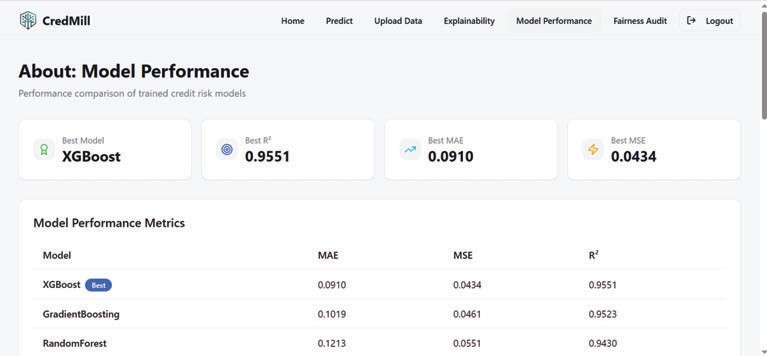 CredMill Home Predict Upload Data Explainability Model Performance Fairness Audit Logout
About: Model Performance
Performance comparison of trained credit risk models
Best Model Best R² Best MAE Best MSE
XGBoost 0.9551 0.0910 0.0434
Model Performance Metrics
Model MAE MSE R²
XGBoost Best 0.0910 0.0434 0.9551
GradientBoosting 0.1019 0.0461 0.9523
RandomForest 0.1213 0.0551 0.9430